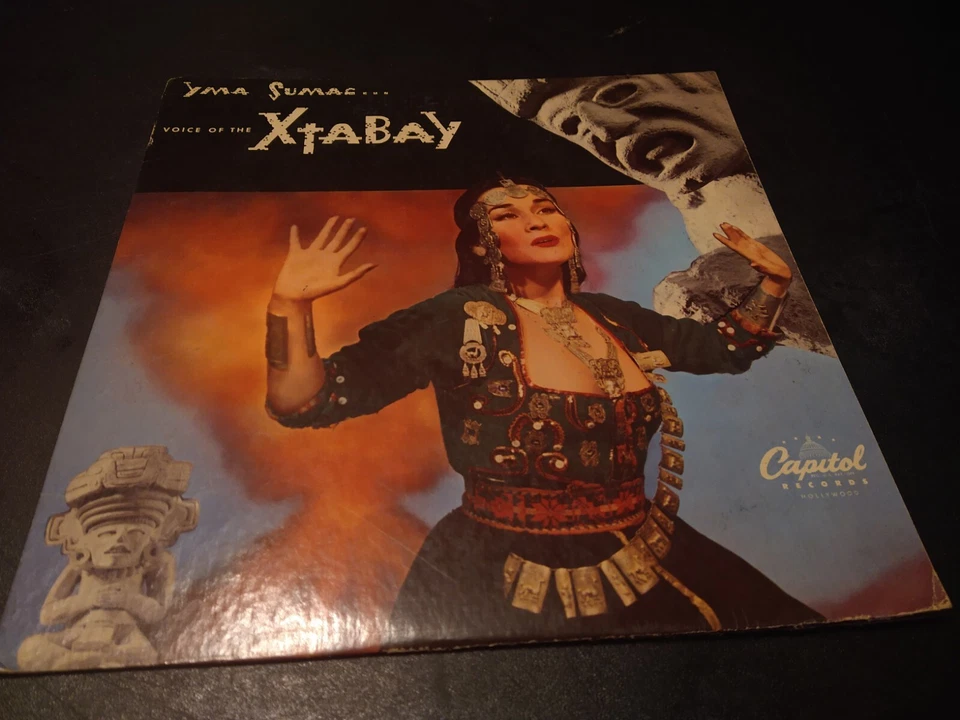 Yma Sumac...
VOICE OF THE XTABAY
Capitol
RECORDS
HOLLYWOOD